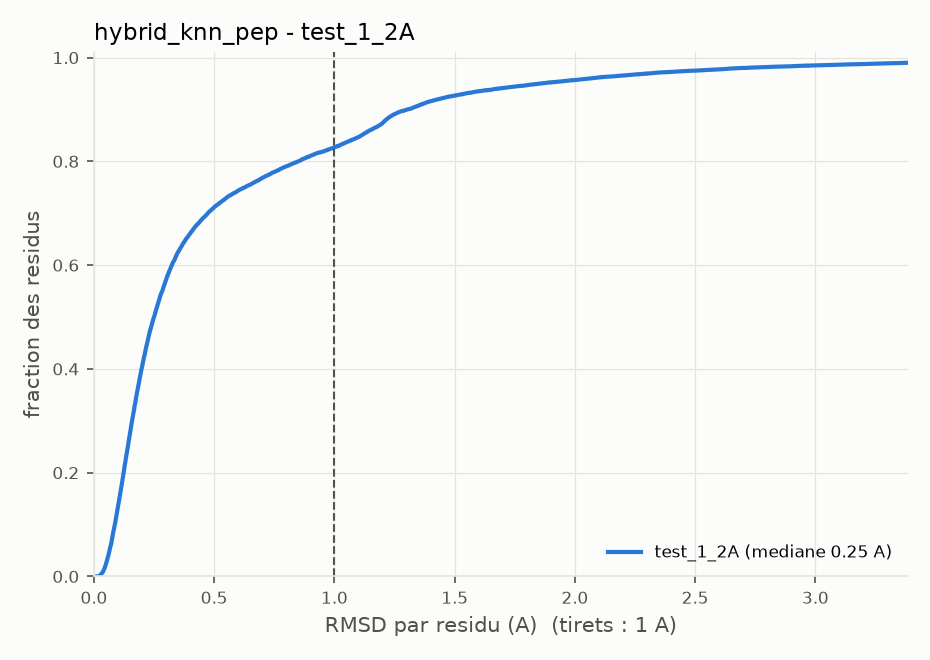 hybrid_knn_pep - test_1_2A
1.0
0.8
0.6
0.4
0.2
0.0
fraction des residus
test_1_2A (mediane 0.25 A)
0.0 0.5 1.0 1.5 2.0 2.5 3.0
RMSD par residu (A)  (tirets : 1 A)